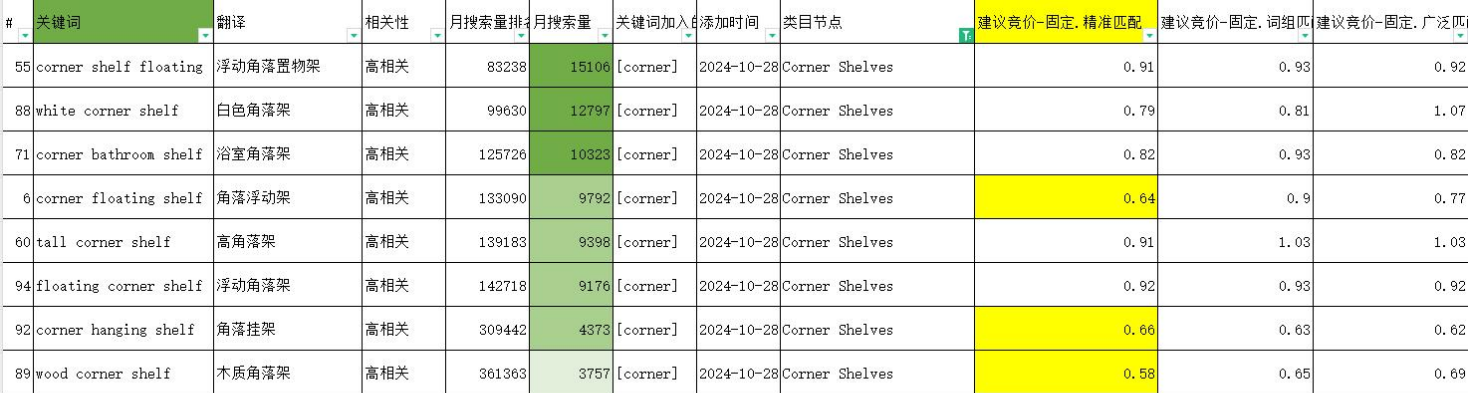 # 关键词 翻译 相关性 月搜索量排名 月搜索量 关键词加入的 添加时间 类目节点 建议竞价-固定.精准匹配 建议竞价-固定.词组匹 建议竞价-固定.广泛匹
55 corner shelf floating 浮动角落置物架 高相关 83238 15106 [corner] 2024-10-28 Corner Shelves 0.91 0.93 0.92
88 white corner shelf 白色角落架 高相关 99630 12797 [corner] 2024-10-28 Corner Shelves 0.79 0.81 1.07
71 corner bathroom shelf 浴室角落架 高相关 125726 10323 [corner] 2024-10-28 Corner Shelves 0.82 0.93 0.82
6 corner floating shelf 角落浮动架 高相关 133090 9792 [corner] 2024-10-28 Corner Shelves 0.64 0.9 0.77
60 tall corner shelf 高角落架 高相关 139183 9398 [corner] 2024-10-28 Corner Shelves 0.91 1.03 1.03
94 floating corner shelf 浮动角落架 高相关 142718 9176 [corner] 2024-10-28 Corner Shelves 0.92 0.93 0.92
92 corner hanging shelf 角落挂架 高相关 309442 4373 [corner] 2024-10-28 Corner Shelves 0.66 0.63 0.62
89 wood corner shelf 木质角落架 高相关 361363 3757 [corner] 2024-10-28 Corner Shelves 0.58 0.65 0.69